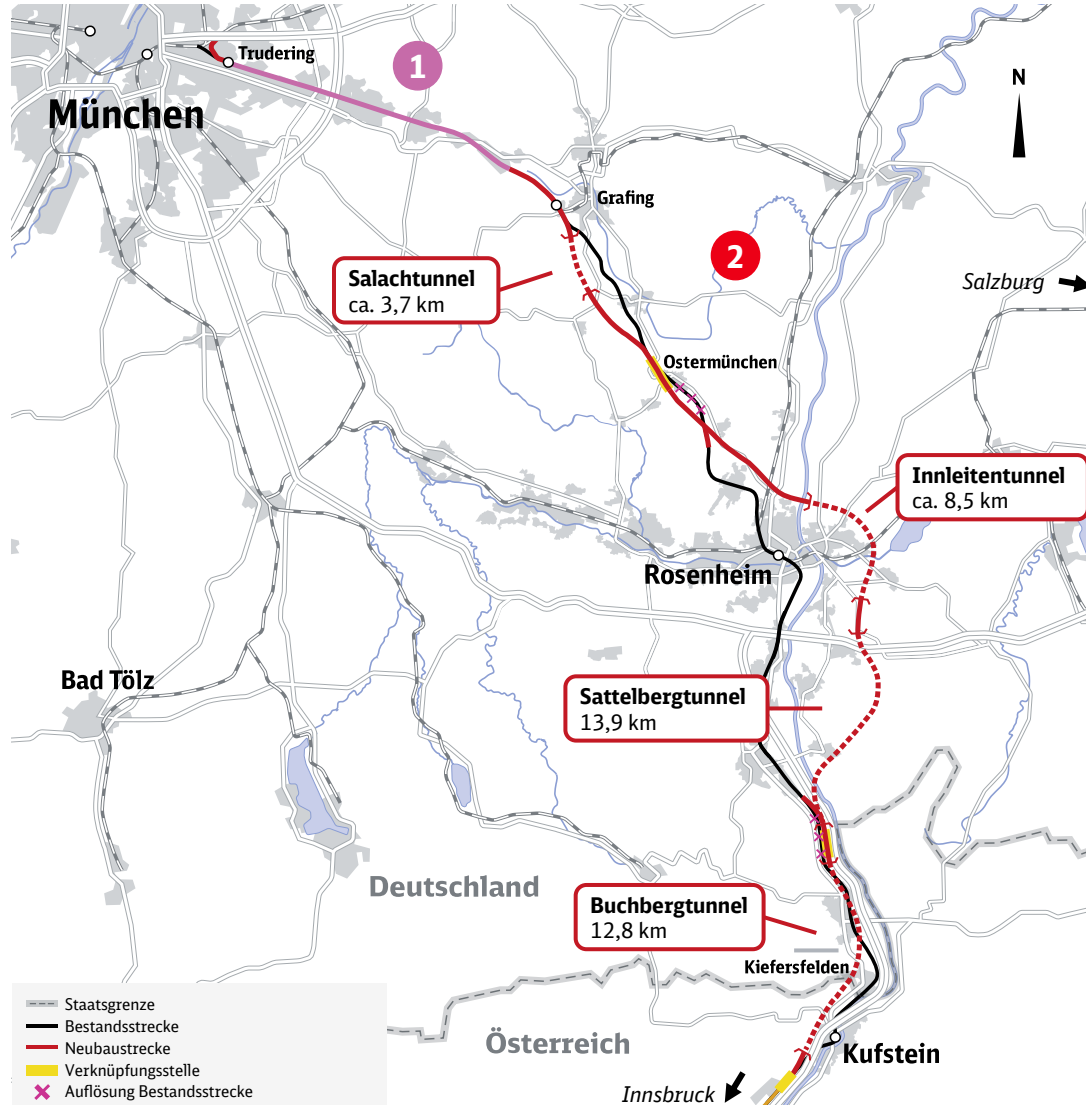 Trudering
1
München
N
Grafing
2
Salachtunnel
ca. 3,7 km
Salzburg
Ostermünchen
Innleitentunnel
ca. 8,5 km
Rosenheim
Bad Tölz
Sattelbergtunnel
13,9 km
Deutschland
Buchbergtunnel
12,8 km
Kiefersfelden
Staatsgrenze
Bestandsstrecke
Neubaustrecke
Verknüpfungsstelle
Auflösung Bestandsstrecke
Österreich
Kufstein
Innsbruck